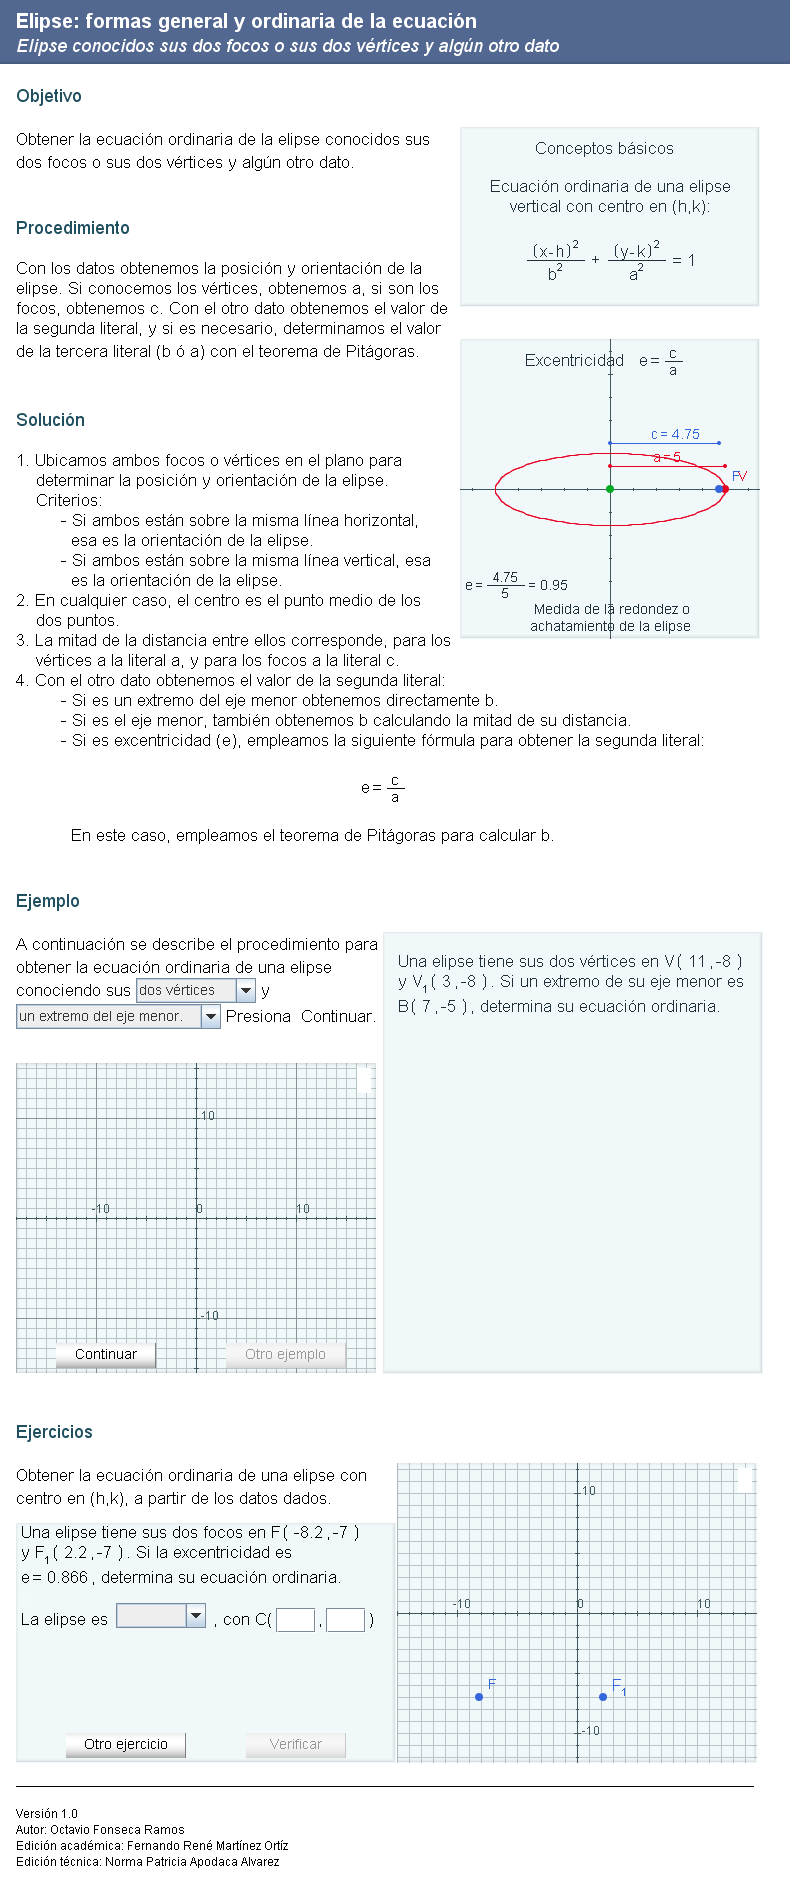 Elipse: formas general y ordinaria de la ecuación
Elipse conocidos sus dos focos o sus dos vértices y algún otro dato
Objetivo
Obtener la ecuación ordinaria de la elipse conocidos sus
dos focos o sus dos vértices y algún otro dato.
Conceptos básicos
Ecuación ordinaria de una elipse
vertical con centro en (h,k):
(x-h)²/b² + (y-k)²/a² = 1
Procedimiento
Con los datos obtenemos la posición y orientación de la
elipse. Si conocemos los vértices, obtenemos a, si son los
focos, obtenemos c. Con el otro dato obtenemos el valor de
la segunda literal, y si es necesario, determinamos el valor
de la tercera literal (b ó a) con el teorema de Pitágoras.
Excentricidad e = c/a
c = 4.75
a = 5
FV
e = 4.75/5 = 0.95
Medida de la redondez o
achatamiento de la elipse
Solución
1. Ubicamos ambos focos o vértices en el plano para
determinar la posición y orientación de la elipse.
Criterios:
- Si ambos están sobre la misma línea horizontal,
esa es la orientación de la elipse.
- Si ambos están sobre la misma línea vertical, esa
es la orientación de la elipse.
2. En cualquier caso, el centro es el punto medio de los
dos puntos.
3. La mitad de la distancia entre ellos corresponde, para los
vértices a la literal a, y para los focos a la literal c.
4. Con el otro dato obtenemos el valor de la segunda literal:
- Si es un extremo del eje menor obtenemos directamente b.
- Si es el eje menor, también obtenemos b calculando la mitad de su distancia.
- Si es excentricidad (e), empleamos la siguiente fórmula para obtener la segunda literal:
e = c/a
En este caso, empleamos el teorema de Pitágoras para calcular b.
Ejemplo
A continuación se describe el procedimiento para
obtener la ecuación ordinaria de una elipse
conociendo sus dos vértices y
un extremo del eje menor. Presiona Continuar.
Una elipse tiene sus dos vértices en V( 11 ,-8 )
y V₁( 3 ,-8 ). Si un extremo de su eje menor es
B( 7 ,-5 ), determina su ecuación ordinaria.
10
-10 0 10
-10
Continuar Otro ejemplo
Ejercicios
Obtener la ecuación ordinaria de una elipse con
centro en (h,k), a partir de los datos dados.
Una elipse tiene sus dos focos en F( -8.2 ,-7 )
y F₁( 2.2 ,-7 ). Si la excentricidad es
e = 0.866 , determina su ecuación ordinaria.
La elipse es , con C( , )
Otro ejercicio Verificar
10
-10 0 10
F F₁
-10
Versión 1.0
Autor: Octavio Fonseca Ramos
Edición académica: Fernando René Martínez Ortíz
Edición técnica: Norma Patricia Apodaca Alvarez